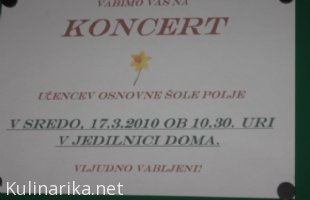 VABIMO VAS NA
KONCERT
UČENCEV OSNOVNE ŠOLE POLJE
V SREDO, 17.3.2010 OB 10.30. URI
V JEDILNICI DOMA.
VLJUDNO VABLJENI!
Kulinarika.net